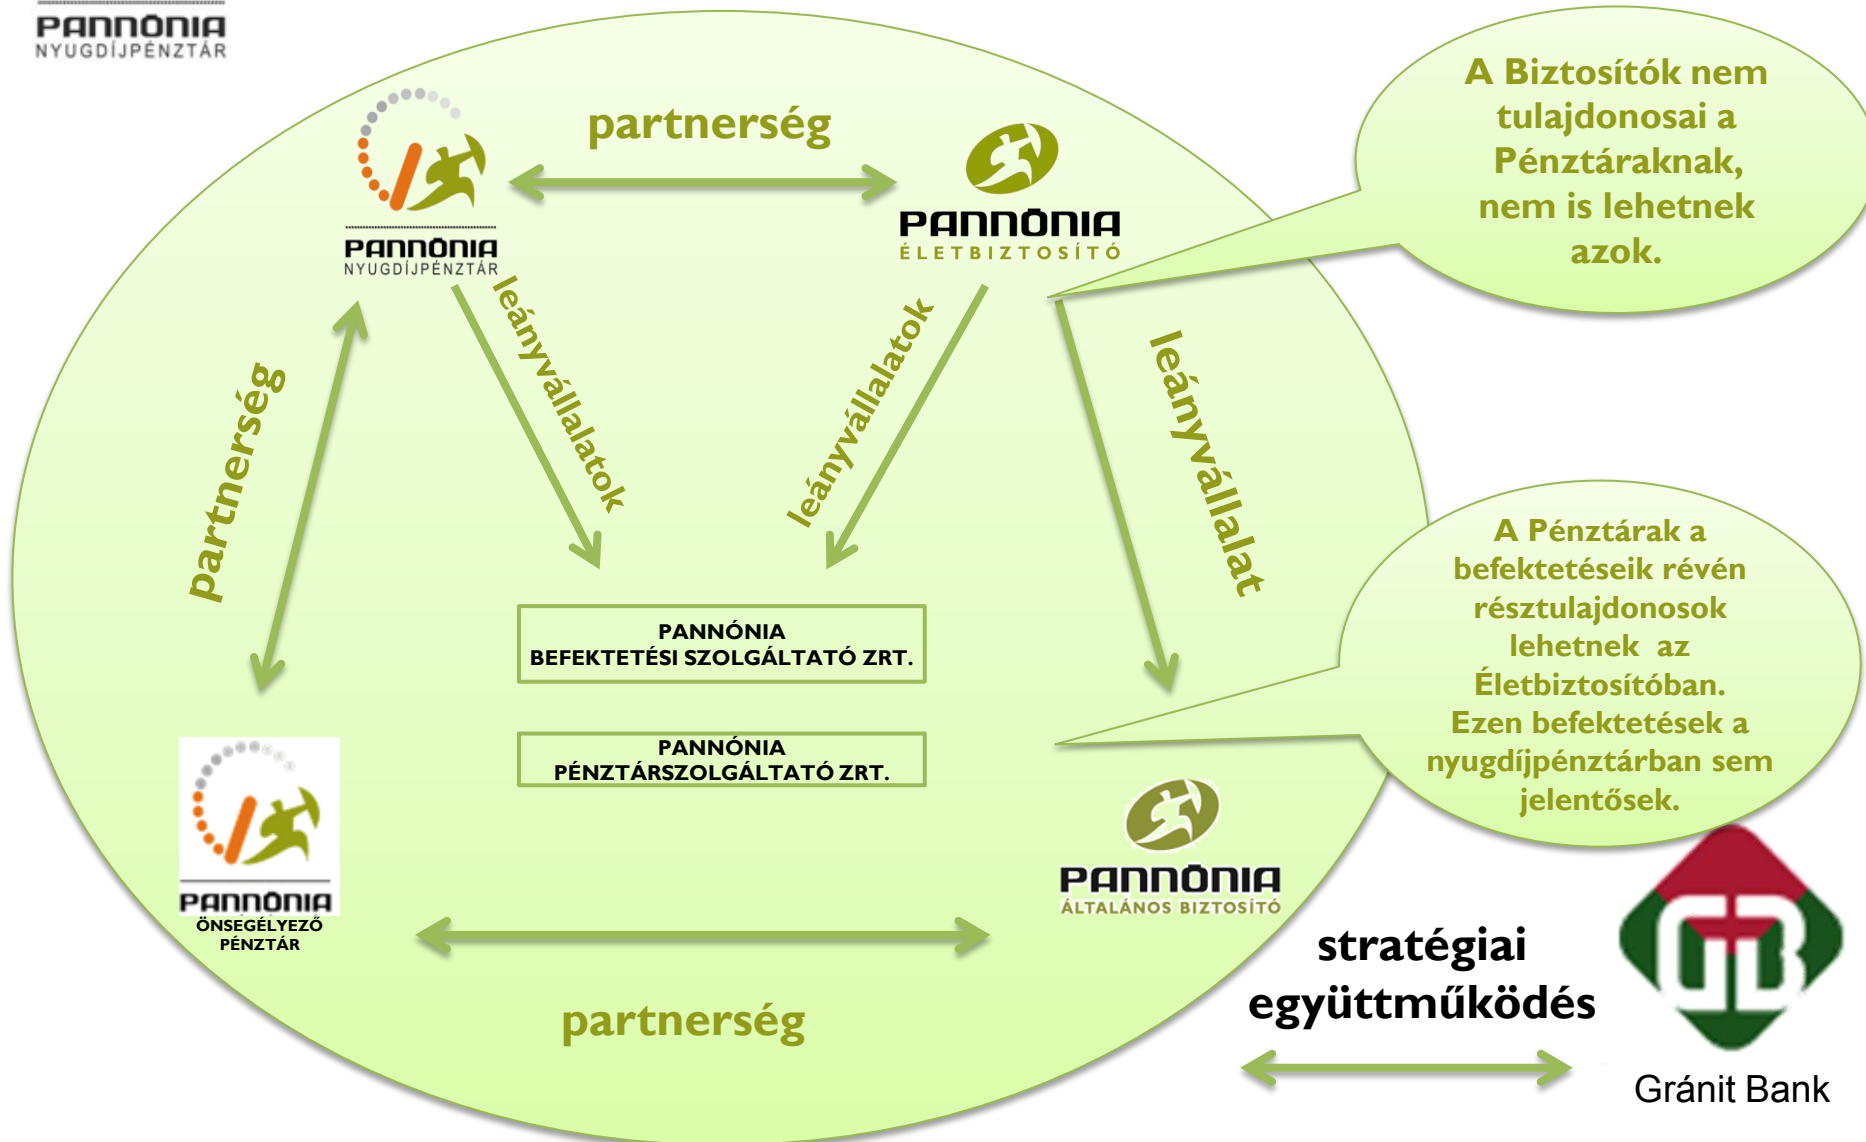 PANNÓNIA
NYUGDÍJPÉNZTÁR
partnerség
PANNÓNIA
NYUGDÍJPÉNZTÁR
PANNÓNIA
ÉLETBIZTOSÍTÓ
A Biztosítók nem
tulajdonosai a
Pénztáraknak,
nem is lehetnek
azok.
leányvállalatok
leányvállalatok
leányvállalat
partnerség
A Pénztárak a
befektetéseik révén
résztulajdonosok
lehetnek az
Életbiztosítóban.
Ezen befektetések a
nyugdíjpénztárban sem
jelentősek.
PANNÓNIA
BEFEKTETÉSI SZOLGÁLTATÓ ZRT.
PANNÓNIA
PÉNZTÁRSZOLGÁLTATÓ ZRT.
PANNÓNIA
ÖNSEGÉLYEZŐ
PÉNZTÁR
PANNÓNIA
ÁLTALÁNOS BIZTOSÍTÓ
partnerség
stratégiai
együttműködés
GB
Gránit Bank